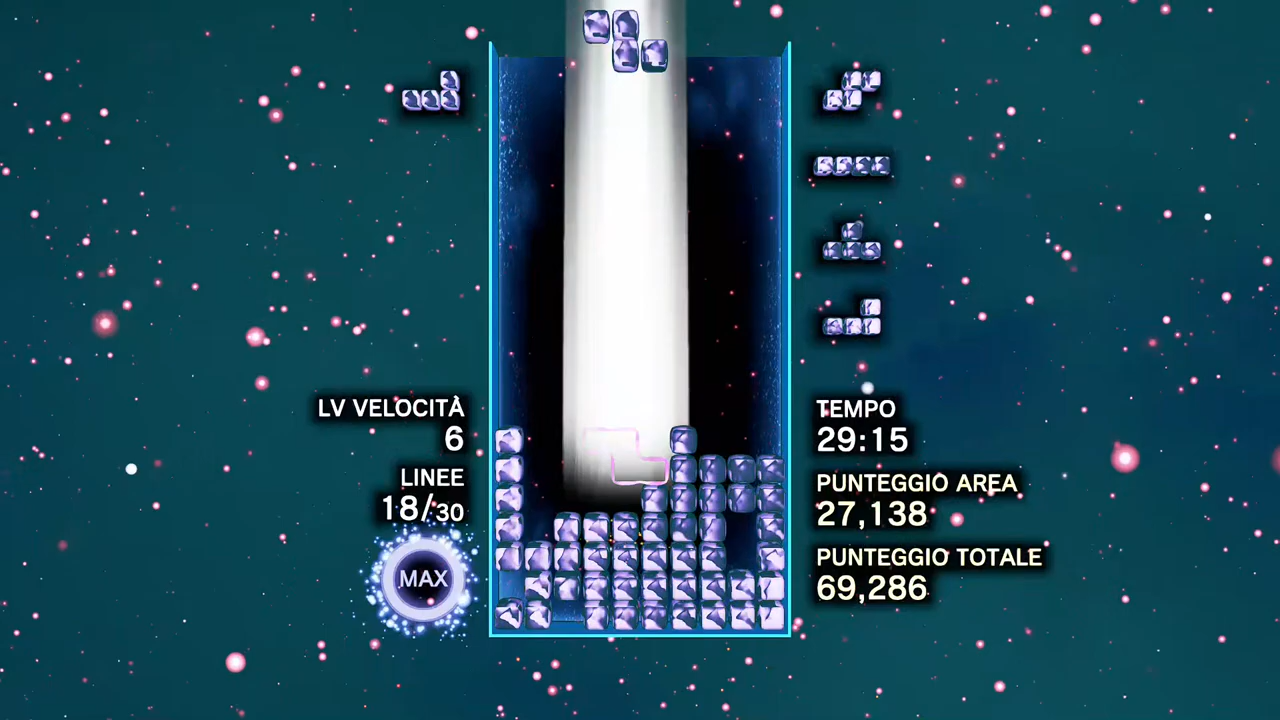 LV VELOCITÀ
6
LINEE
18/30
MAX
TEMPO
29:15
PUNTEGGIO AREA
27,138
PUNTEGGIO TOTALE
69,286